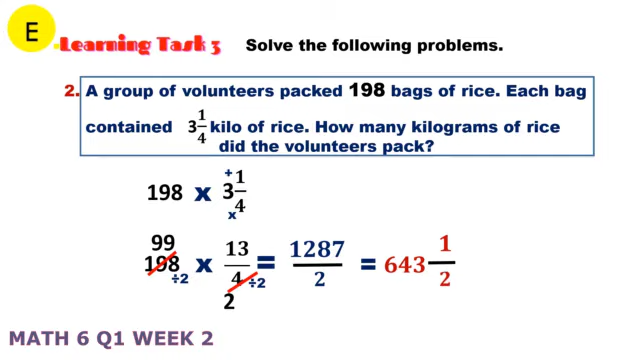 E
Learning Task 3 Solve the following problems.
2. A group of volunteers packed 198 bags of rice. Each bag
contained 3 1/4 kilo of rice. How many kilograms of rice
did the volunteers pack?
198 x 3 + 1/4 x
99
198 ÷2 x 13/4 ÷2 = 1287/2 = 643 1/2
2
MATH 6 Q1 WEEK 2